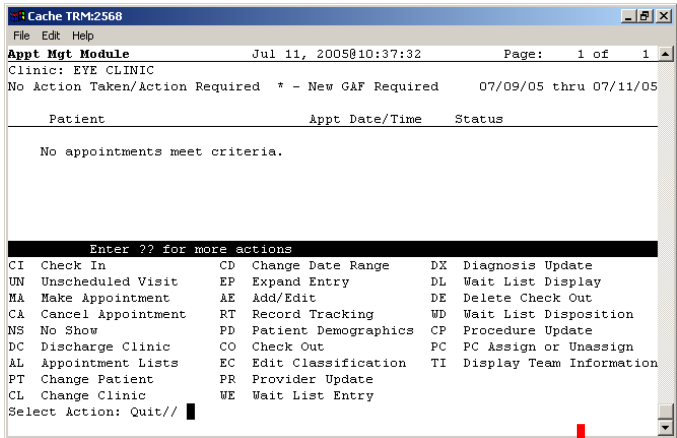 Cache TRM:2568
File Edit Help
Appt Mgt Module Jul 11, 2005@10:37:32 Page: 1 of 1
Clinic: EYE CLINIC
No Action Taken/Action Required * - New GAF Required 07/09/05 thru 07/11/05
Patient Appt Date/Time Status
No appointments meet criteria.
Enter ?? for more actions
CI Check In CD Change Date Range DX Diagnosis Update
UN Unscheduled Visit EP Expand Entry DL Wait List Display
MA Make Appointment AE Add/Edit DE Delete Check Out
CA Cancel Appointment RT Record Tracking WD Wait List Disposition
NS No Show PD Patient Demographics CP Procedure Update
DC Discharge Clinic CO Check Out PC PC Assign or Unassign
AL Appointment Lists EC Edit Classification TI Display Team Information
PT Change Patient PR Provider Update
CL Change Clinic WE Wait List Entry
Select Action: Quit//